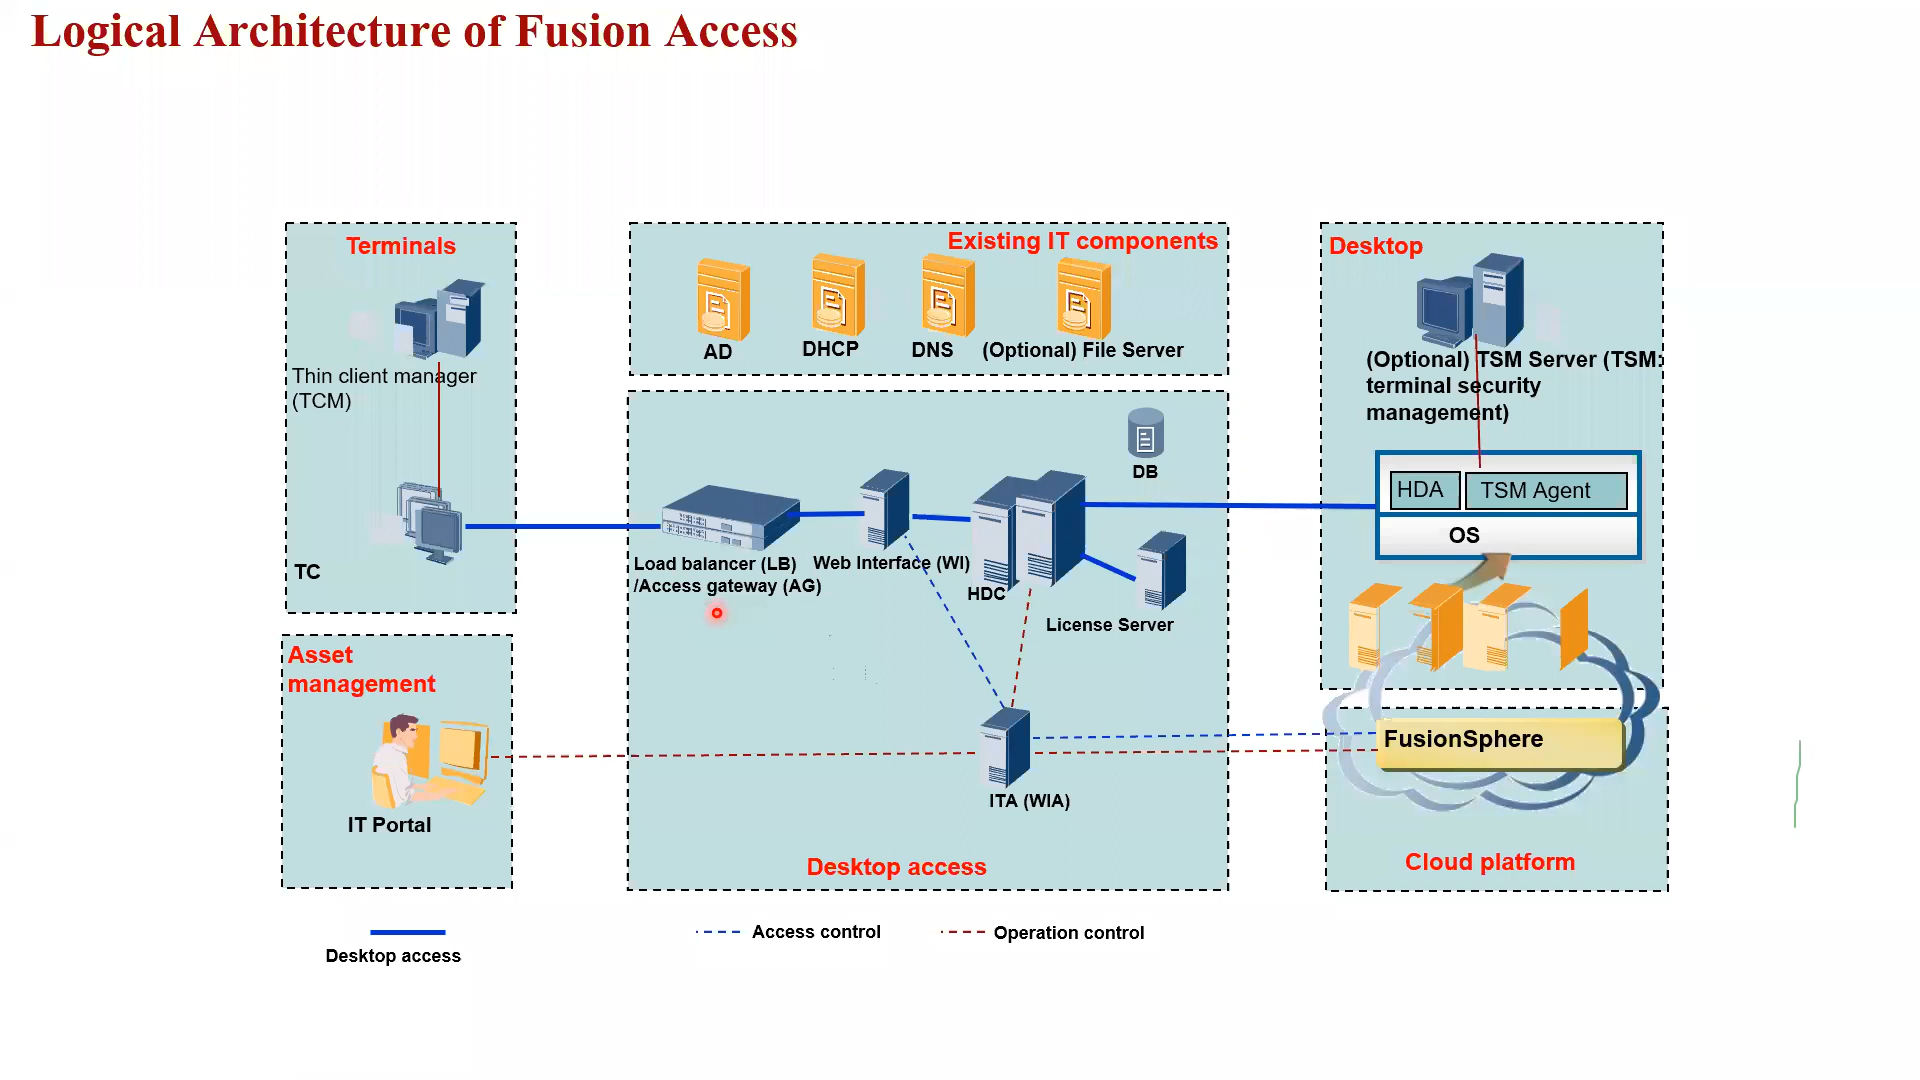 Logical Architecture of Fusion Access
Terminals
Thin client manager
(TCM)
TC
Asset
management
IT Portal
Existing IT components
AD
DHCP
DNS
(Optional) File Server
DB
Load balancer (LB)
/Access gateway (AG)
Web Interface (WI)
HDC
License Server
ITA (WIA)
Desktop access
Desktop
(Optional) TSM Server (TSM:
terminal security
management)
HDA
TSM Agent
OS
FusionSphere
Cloud platform
Desktop access
Access control
Operation control